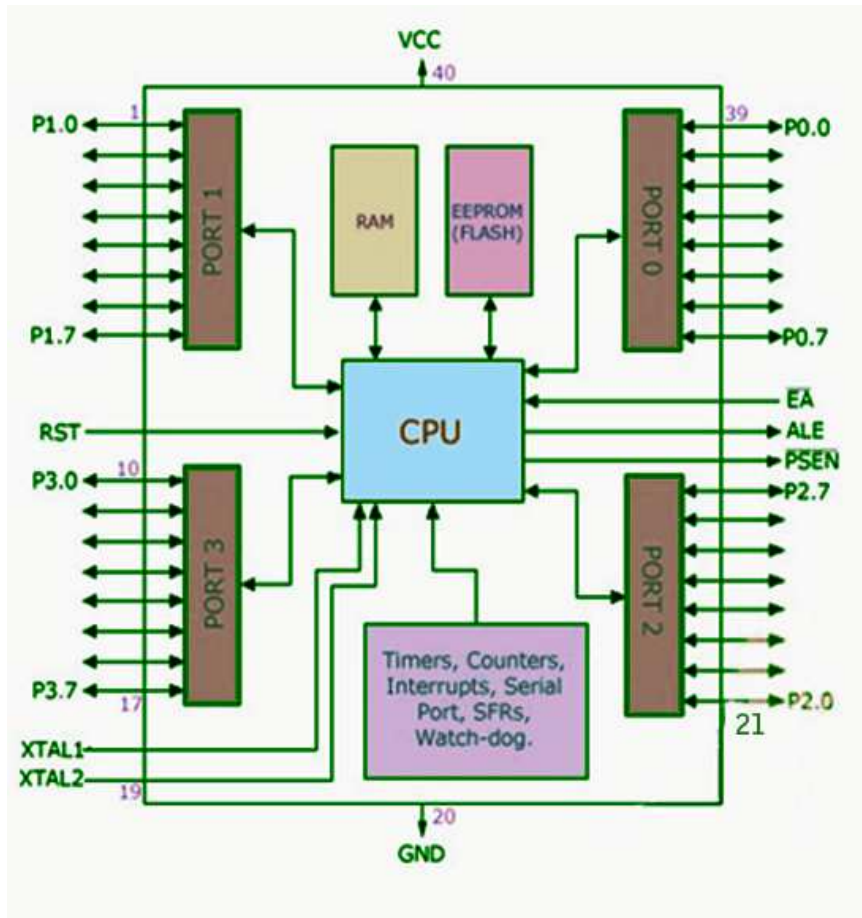 VCC
40
1
39
P1.0
P0.0
PORT 1
RAM
EEPROM
(FLASH)
PORT 0
P1.7
P0.7
EA
CPU
RST
ALE
PSEN
10
P3.0
P2.7
PORT 3
PORT 2
Timers, Counters,
Interrupts, Serial
Port, SFRs,
Watch-dog.
P3.7
17
P2.0
21
XTAL1
XTAL2
19
20
GND